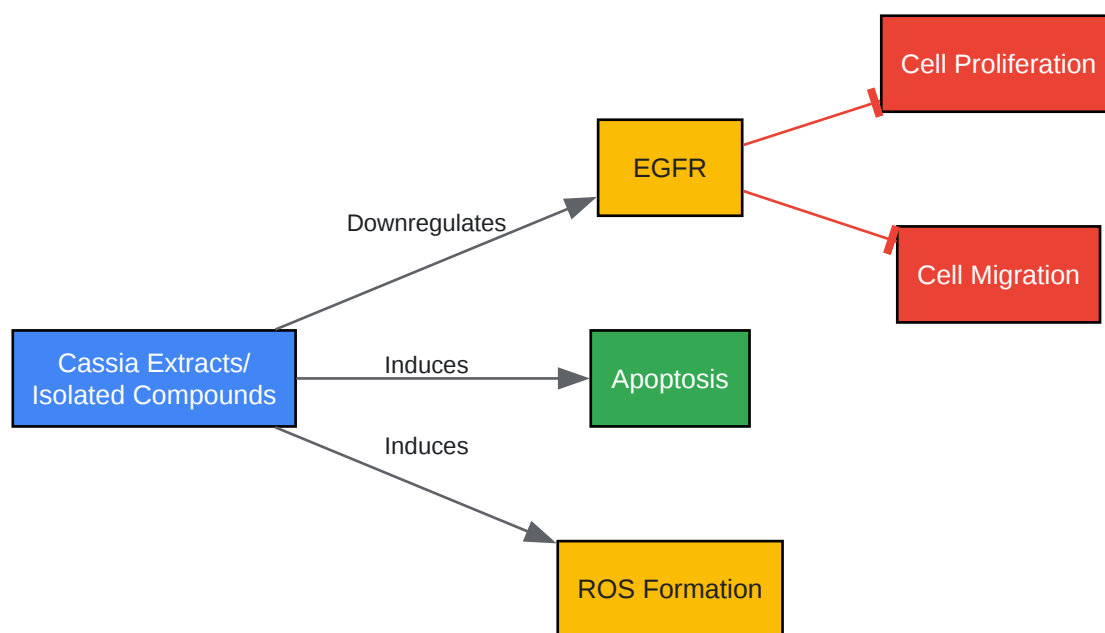 Cell Proliferation
EGFR
Downregulates
Cell Migration
Cassia Extracts/
Isolated Compounds
Induces
Apoptosis
Induces
ROS Formation